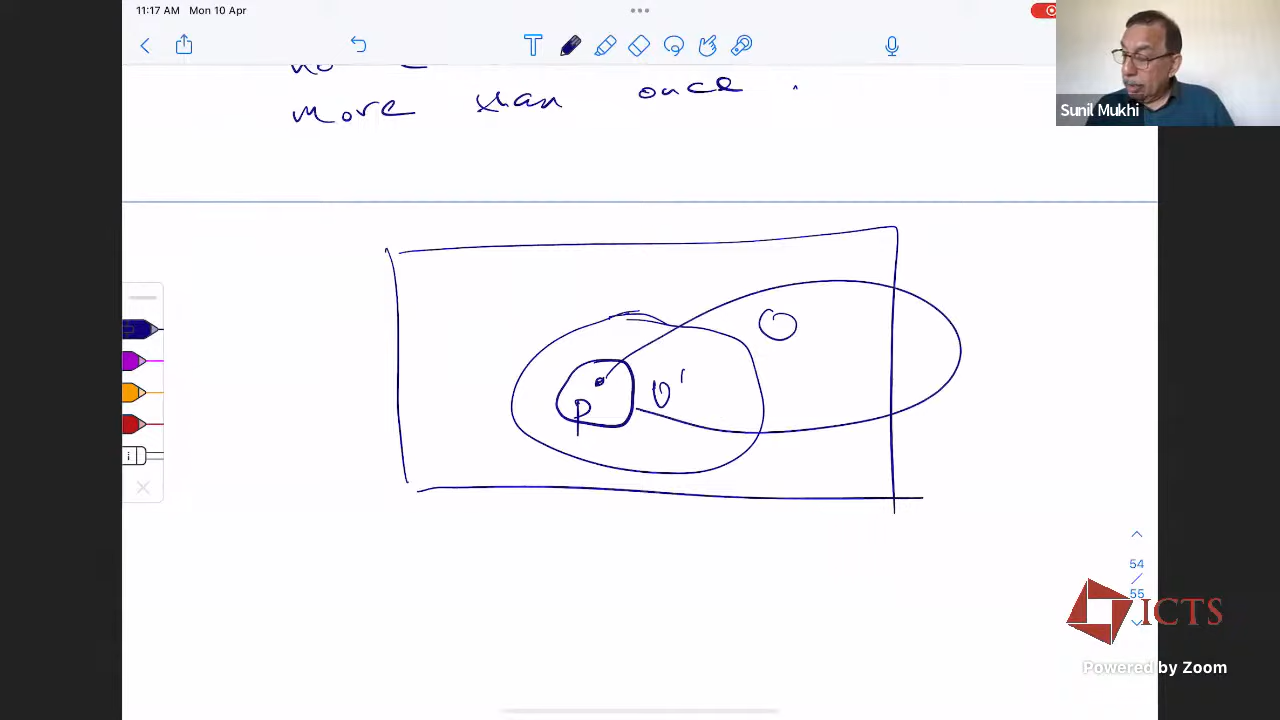 11:17 AM Mon 10 Apr
Sunil Mukhi
more than once .
O
O'
P
54
/
55
ICTS
Powered by Zoom